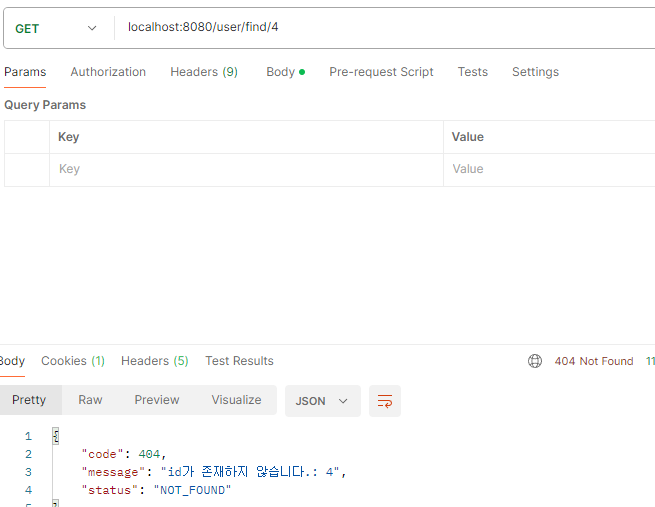 GET localhost:8080/user/find/4
Params Authorization Headers (9) Body Pre-request Script Tests Settings
Query Params
Key Value
Key Value
Body Cookies (1) Headers (5) Test Results 404 Not Found 11
Pretty Raw Preview Visualize JSON
1 {
2 "code": 404,
3 "message": "id가 존재하지 않습니다.: 4",
4 "status": "NOT_FOUND"
5 }